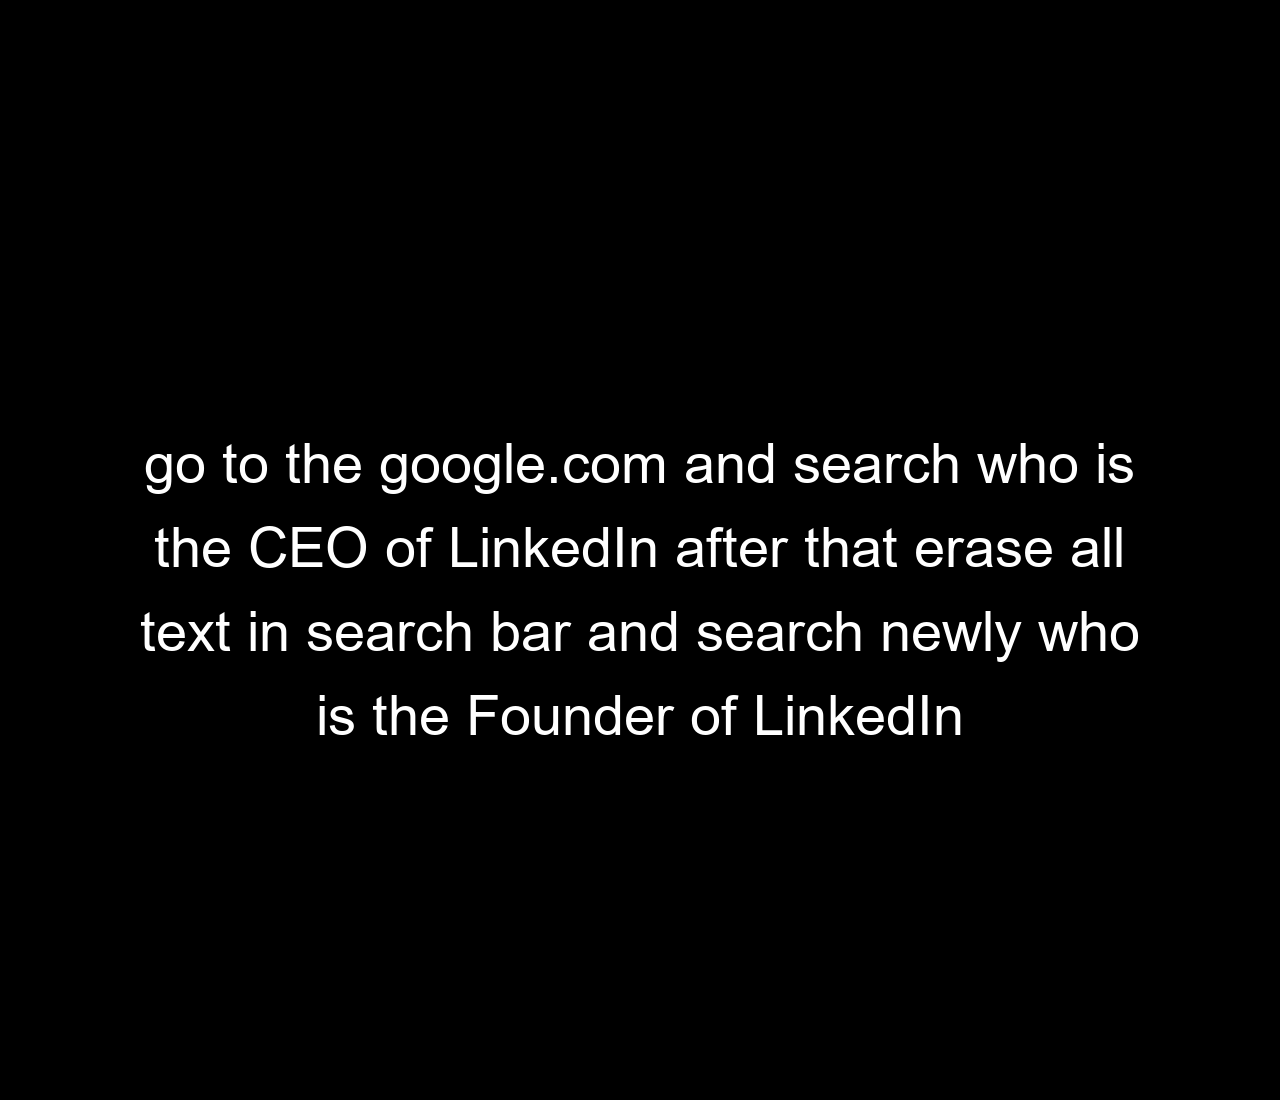 go to the google.com and search who is
the CEO of LinkedIn after that erase all
text in search bar and search newly who
is the Founder of LinkedIn